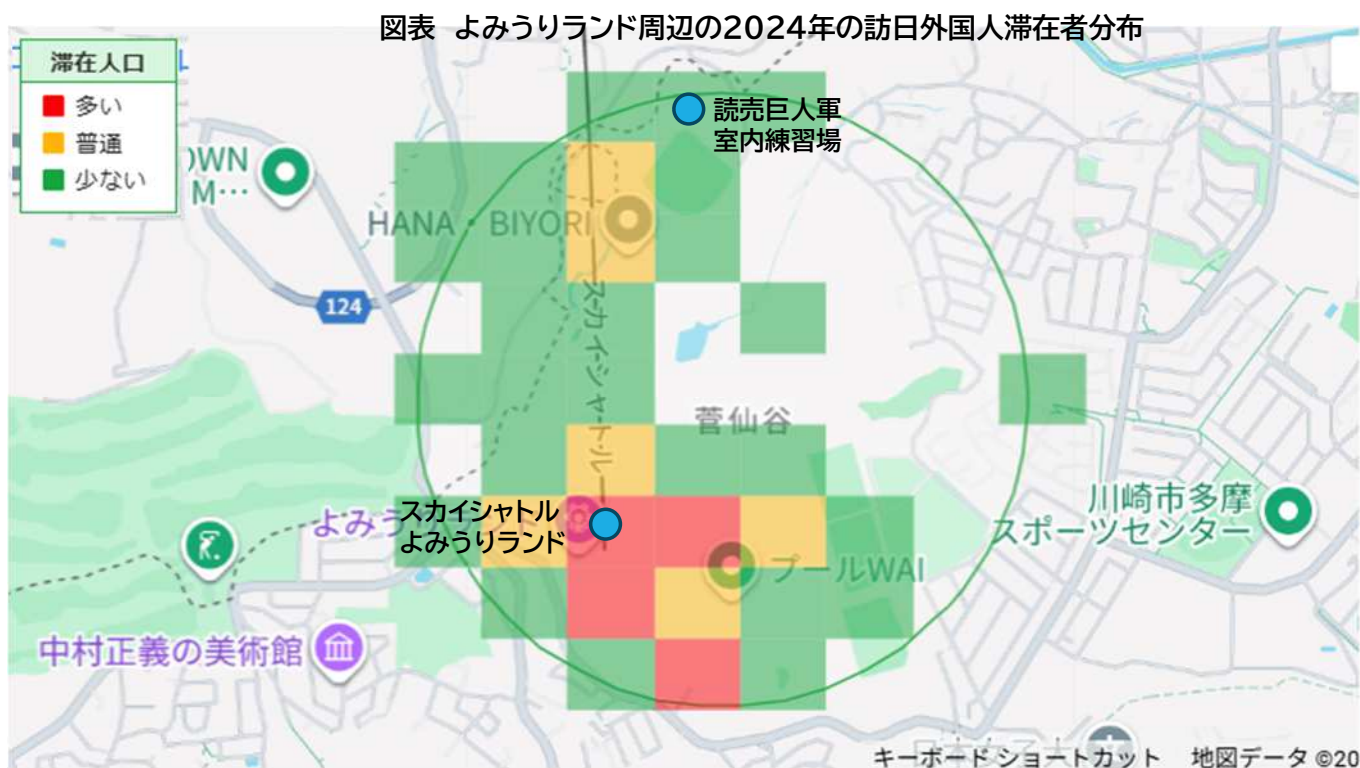 図表 よみうりランド周辺の2024年の訪日外国人滞在者分布
滞在人口
多い
普通
少ない
OWN
M…
読売巨人軍
室内練習場
HANA・BIYORI
124
スカイシャトルレー
菅仙谷
よみう
スカイシャトル
よみうりランド
川崎市多摩
スポーツセンター
プールWAI
中村正義の美術館
キーボード ショートカット
地図データ ©20